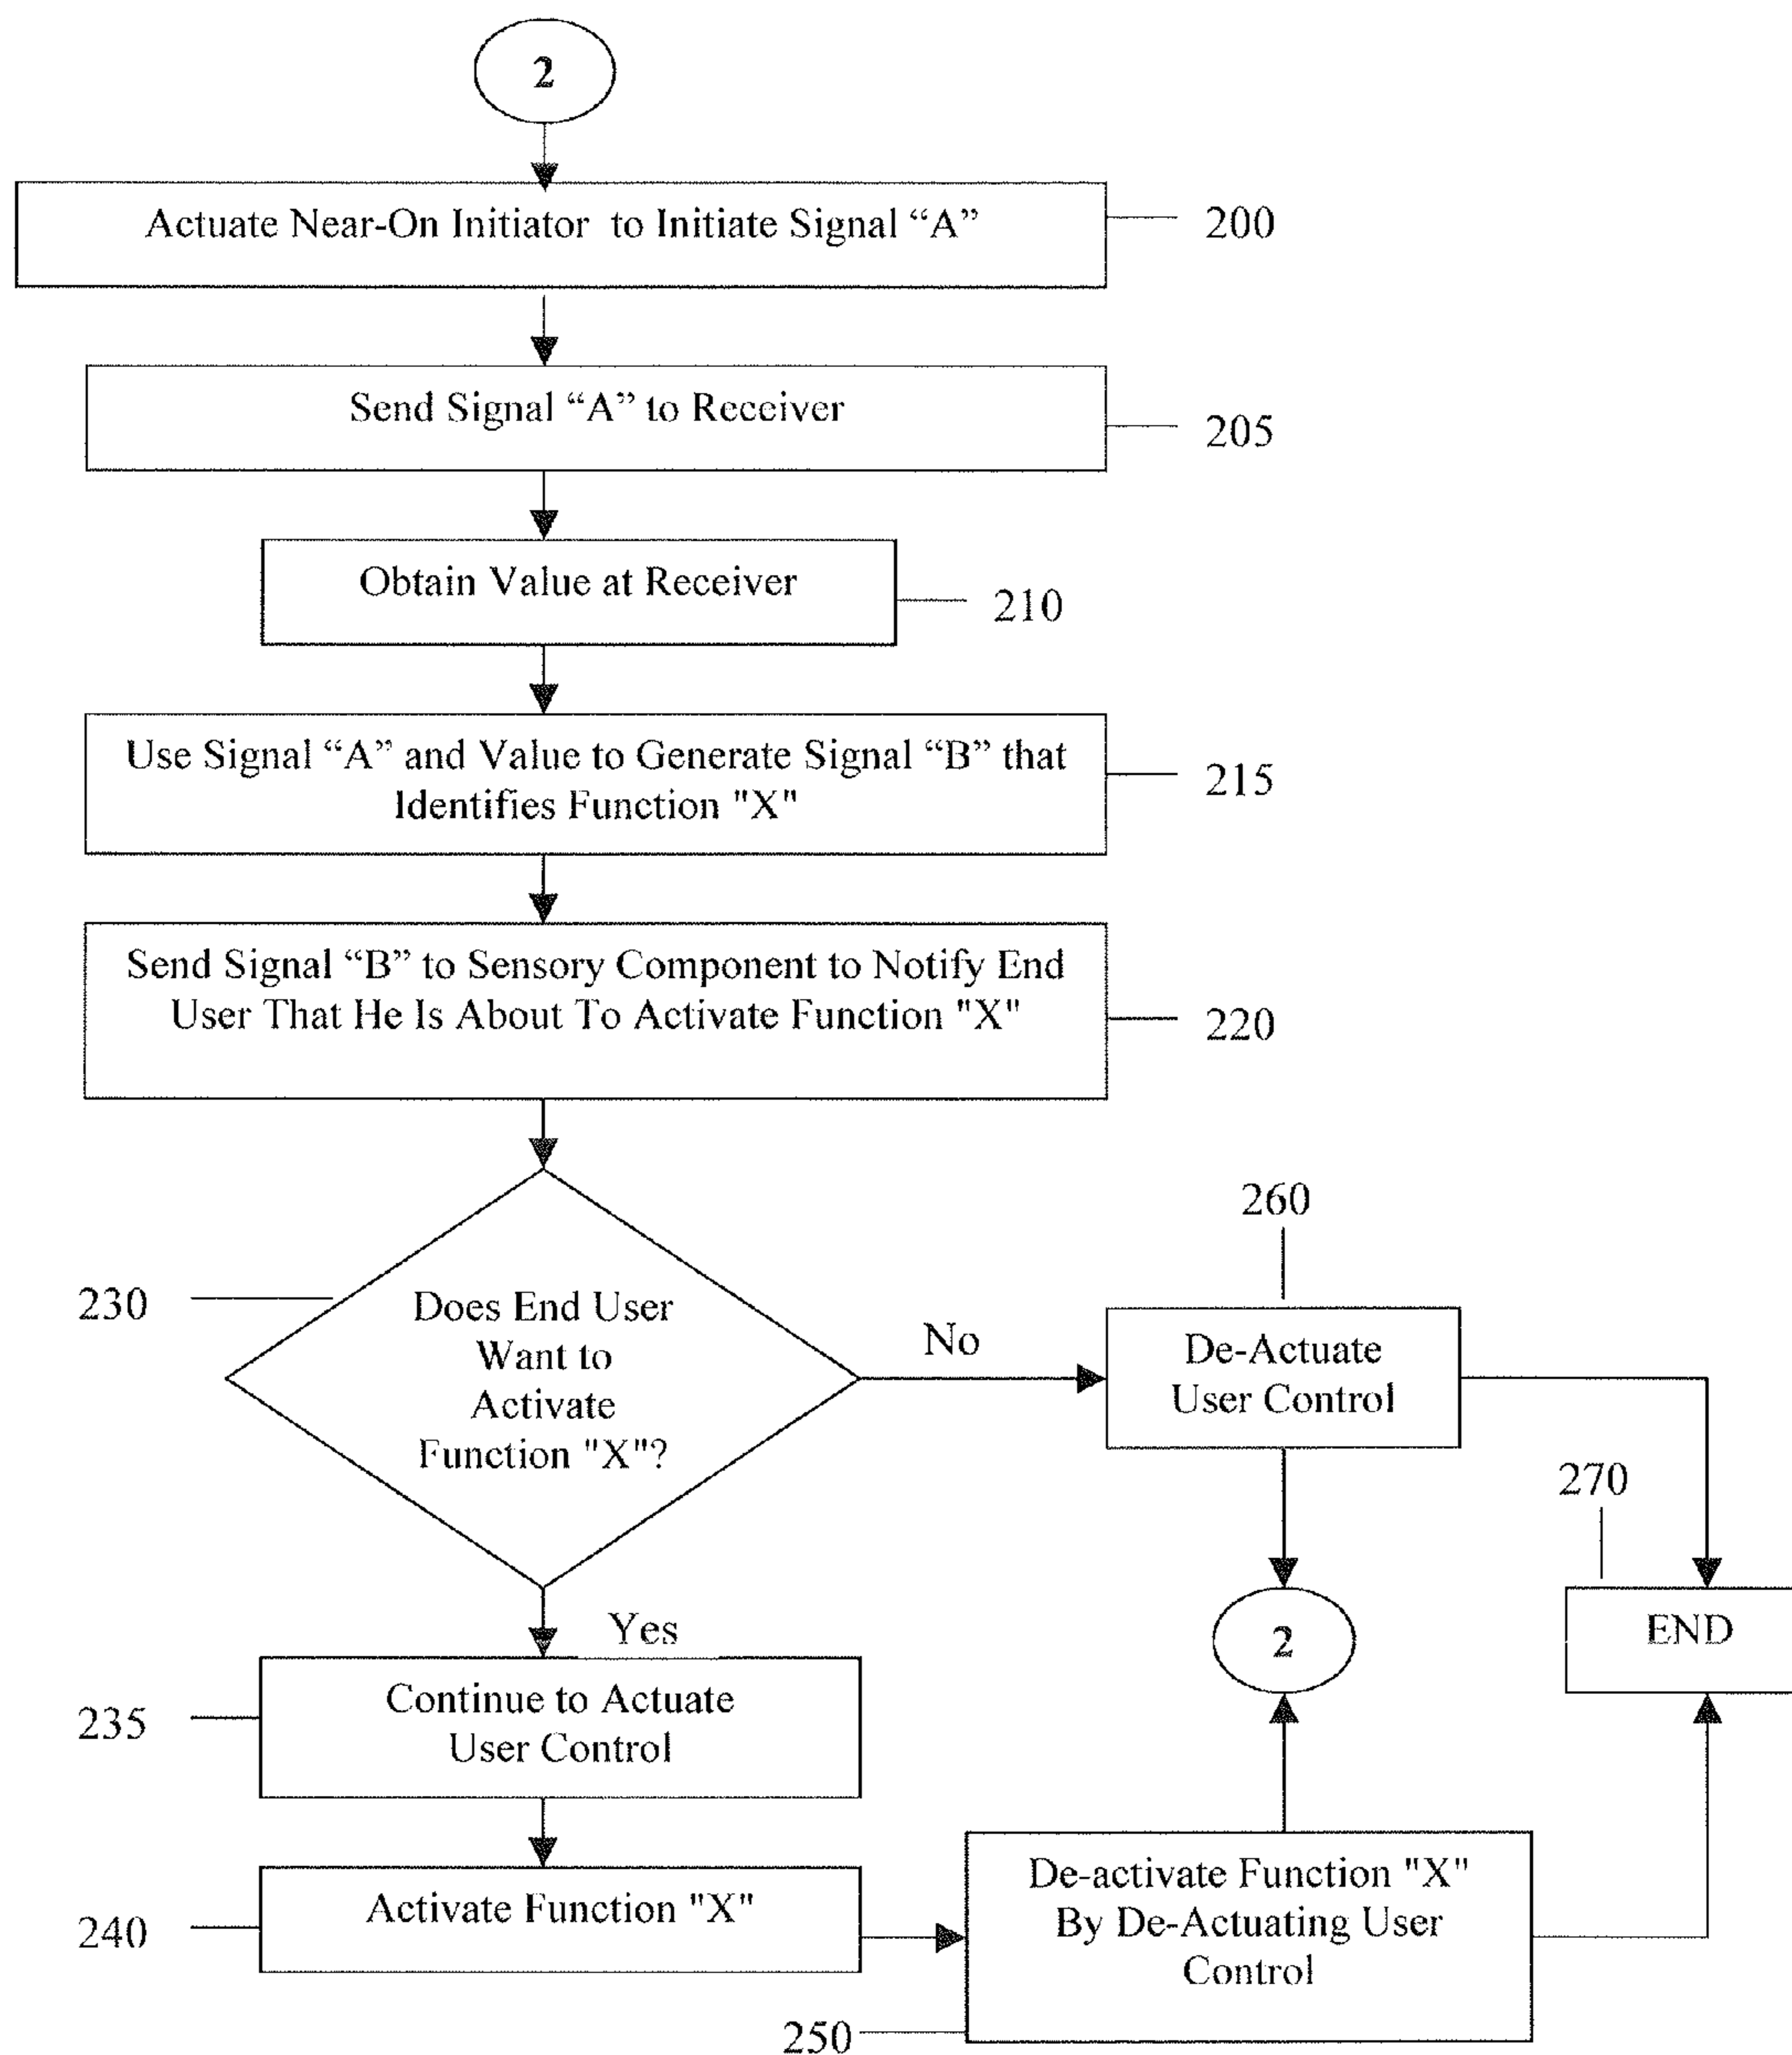 2
Actuate Near-On Initiator to Initiate Signal “A”
200
Send Signal “A” to Receiver
205
Obtain Value at Receiver
210
Use Signal “A” and Value to Generate Signal “B” that
Identifies Function "X"
215
Send Signal “B” to Sensory Component to Notify End
User That He Is About To Activate Function "X"
220
230
Does End User
Want to
Activate
Function "X"?
No
260
De-Actuate
User Control
270
END
2
Yes
235
Continue to Actuate
User Control
240
Activate Function "X"
De-activate Function "X"
By De-Actuating User
Control
250